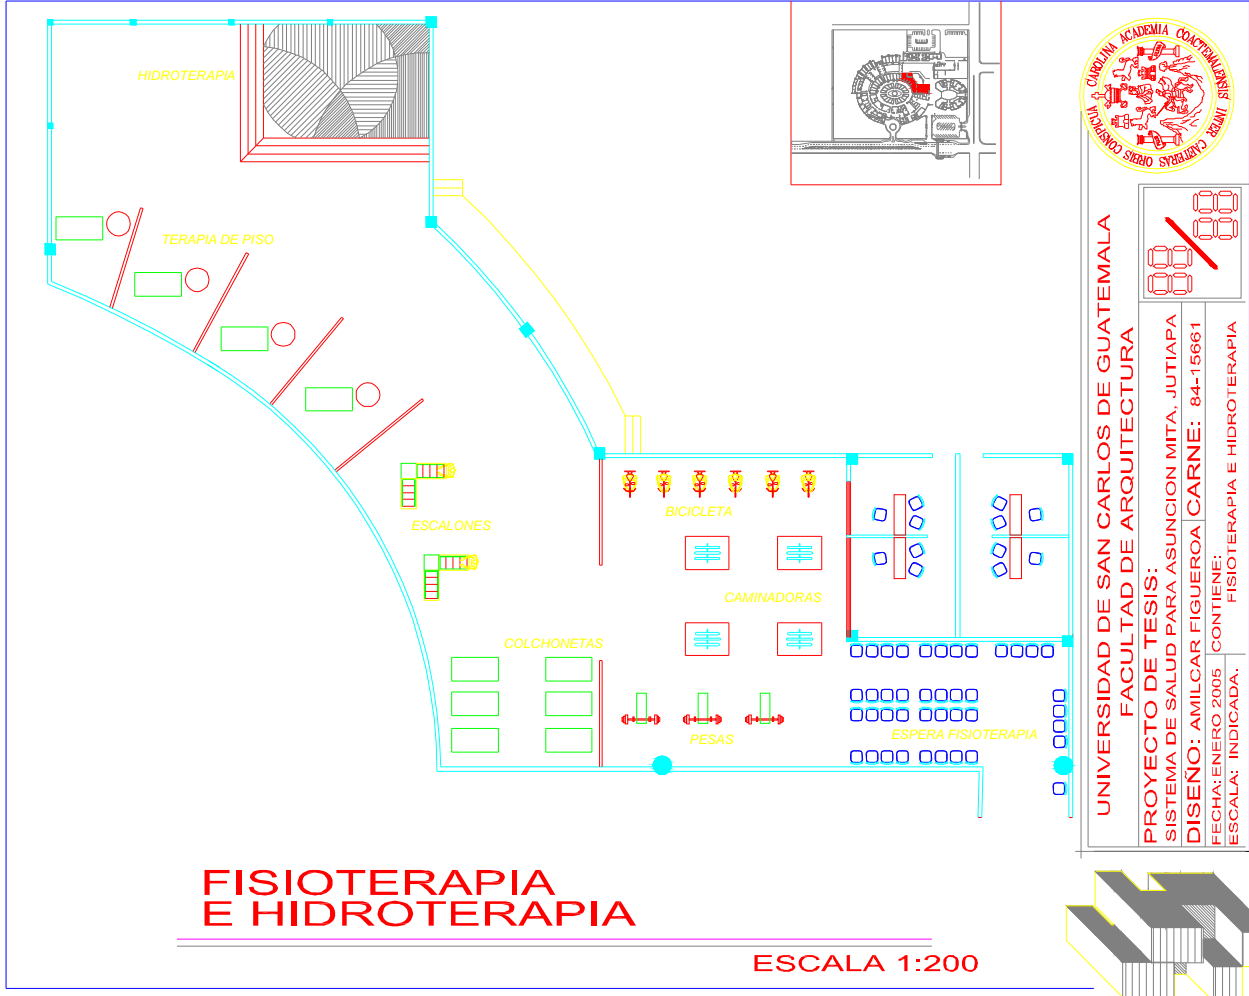 HIDROTERAPIA
TERAPIA DE PISO
ESCALONES
BICICLETA
CAMINADORAS
COLCHONETAS
PESAS
ESPERA FISIOTERAPIA
FISIOTERAPIA
E HIDROTERAPIA
ESCALA 1:200
CAROLINA ACADEMIA COACTEMALENSIS INTER CAETERAS ORBIS CONSPICUA
UNIVERSIDAD DE SAN CARLOS DE GUATEMALA
FACULTAD DE ARQUITECTURA
PROYECTO DE TESIS:
SISTEMA DE SALUD PARA ASUNCION MITA, JUTIAPA
DISEÑO: AMILCAR FIGUEROA CARNE: 84-15661
FECHA: ENERO 2005 CONTIENE:
ESCALA: INDICADA. FISIOTERAPIA E HIDROTERAPIA
88/88